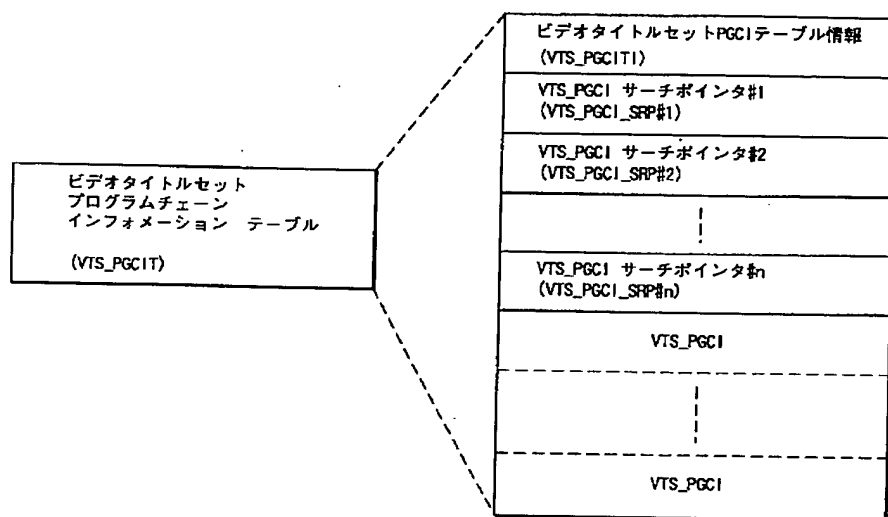 ビデオタイトルセット
プログラムチェーン
インフォメーション テーブル
(VTS_PGCIT)
ビデオタイトルセットPGCIテーブル情報
(VTS_PGCITI)
VTS_PGCI サーチポインタ#1
(VTS_PGCI_SRP#1)
VTS_PGCI サーチポインタ#2
(VTS_PGCI_SRP#2)
VTS_PGCI サーチポインタ#n
(VTS_PGCI_SRP#n)
VTS_PGCI
VTS_PGCI